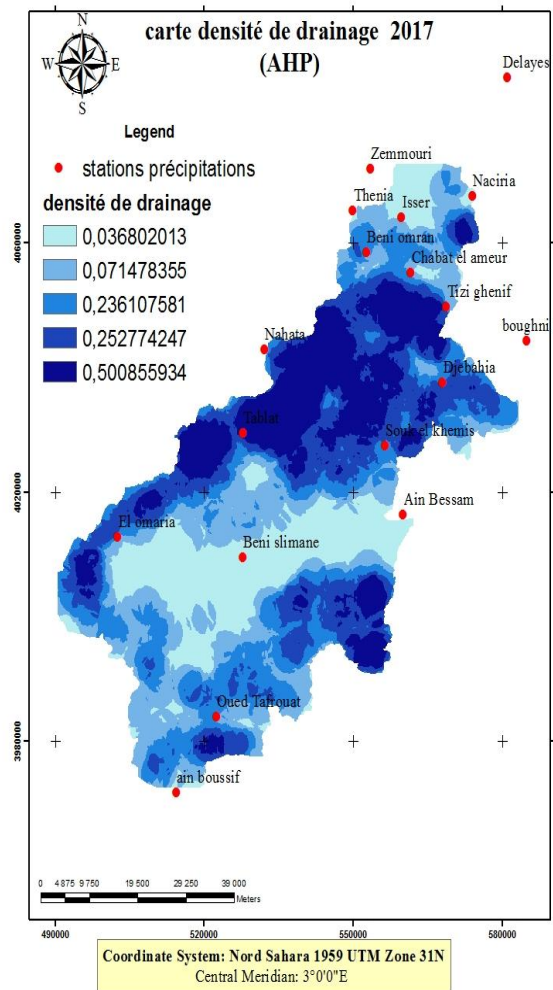 carte densité de drainage 2017
(AHP)
N
W E
S
Delayes
Legend
stations précipitations
densité de drainage
0,036802013
0,071478355
0,236107581
0,252774247
0,500855934
Zemmouri
Naciria
Thenia
Isser
Beni omran
Chabat el ameur
Tizi ghenif
boughni
Nahata
Djebahia
Tablat
Souk el khemis
Ain Bessam
El omaria
Beni slimane
Oued Tafrouat
ain boussif
4060000
4020000
3980000
4060000
4020000
3980000
0 4 875 9 750 19 500 29 250 39 000
Meters
490000 520000 550000 580000
Coordinate System: Nord Sahara 1959 UTM Zone 31N
Central Meridian: 3°0'0"E